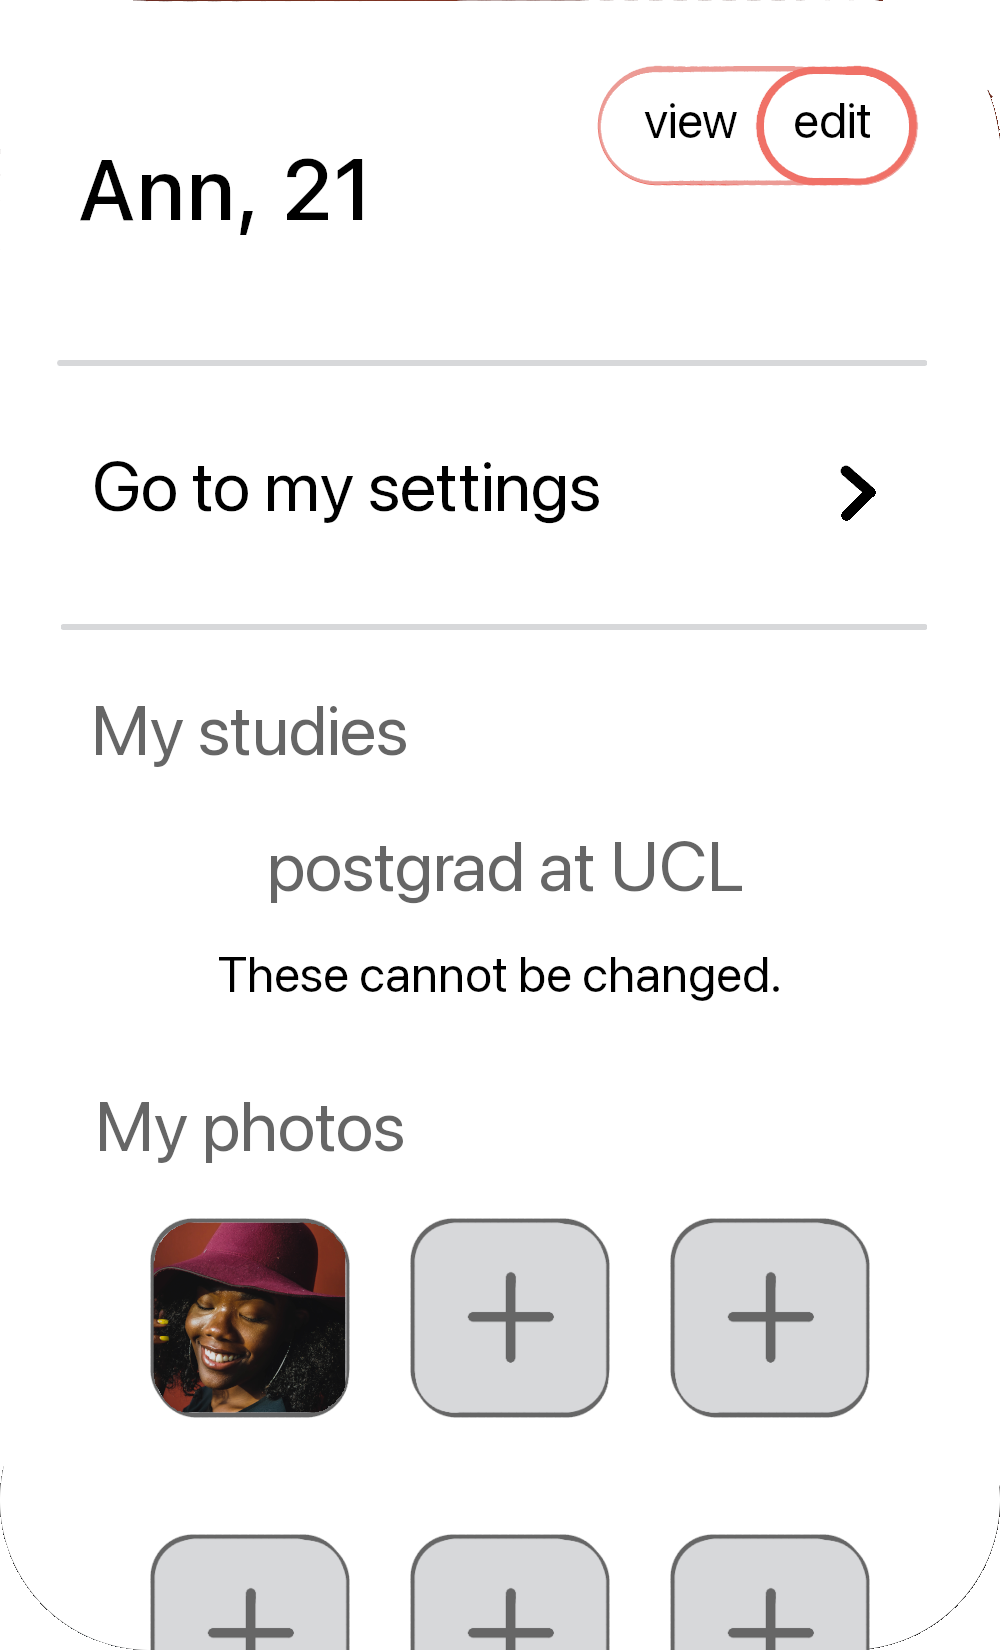 view edit
Ann, 21
Go to my settings
My studies
postgrad at UCL
These cannot be changed.
My photos